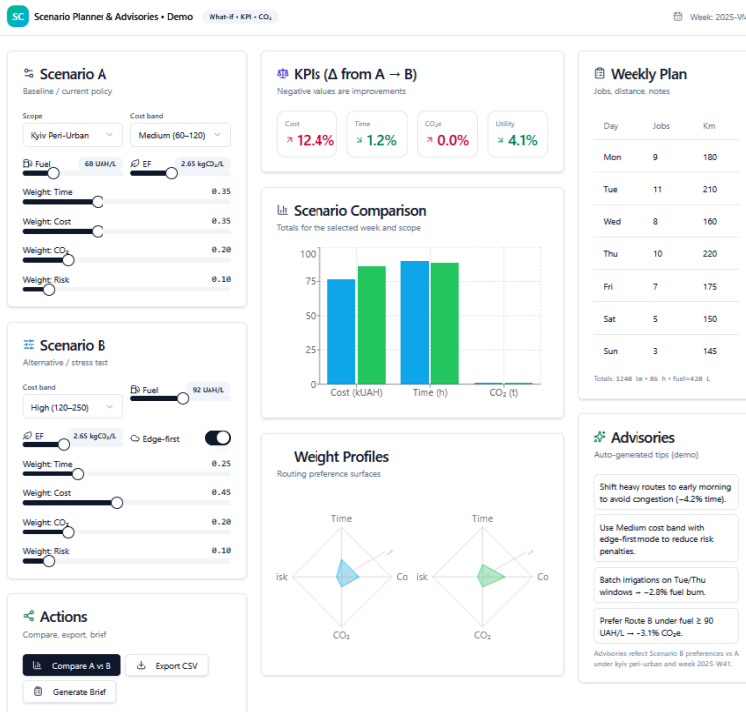 SC Scenario Planner & Advisories • Demo What-if • KPI • CO₂ Week: 2025-W41
Scenario A
Baseline / current policy
Scope Cost band
Kyiv Peri-Urban Medium (60–120)
Fuel 68 UAH/L EF 2.65 kgCO₂/L
Weight: Time 0.35
Weight: Cost 0.35
Weight: CO₂ 0.20
Weight: Risk 0.10
Scenario B
Alternative / stress test
Cost band Fuel 92 UAH/L
High (120–250)
EF 2.65 kgCO₂/L Edge-first
Weight: Time 0.25
Weight: Cost 0.45
Weight: CO₂ 0.20
Weight: Risk 0.10
Actions
Compare, export, brief
Compare A vs B Export CSV
Generate Brief
KPIs (Δ from A → B)
Negative values are improvements
Cost Time CO₂e Utility
↗ 12.4% ↘ 1.2% ↗ 0.0% ↘ 4.1%
Scenario Comparison
Totals for the selected week and scope
100
75
50
25
0
Cost (kUAH) Time (h) CO₂ (t)
Weight Profiles
Routing preference surfaces
Time Time
isk Co isk Co
CO₂ CO₂
Weekly Plan
Jobs, distance, notes
Day Jobs Km
Mon 9 180
Tue 11 210
Wed 8 160
Thu 10 220
Fri 7 175
Sat 5 150
Sun 3 145
Totals: 1240 km • 86 h • fuel≈420 L
Advisories
Auto-generated tips (demo)
Shift heavy routes to early morning
to avoid congestion (−4.2% time).
Use Medium cost band with
edge-first mode to reduce risk
penalties.
Batch irrigations on Tue/Thu
windows → −2.8% fuel burn.
Prefer Route B under fuel ≥ 90
UAH/L → −3.1% CO₂e.
Advisories reflect Scenario B preferences vs A
under kyiv peri-urban and week 2025-W41.